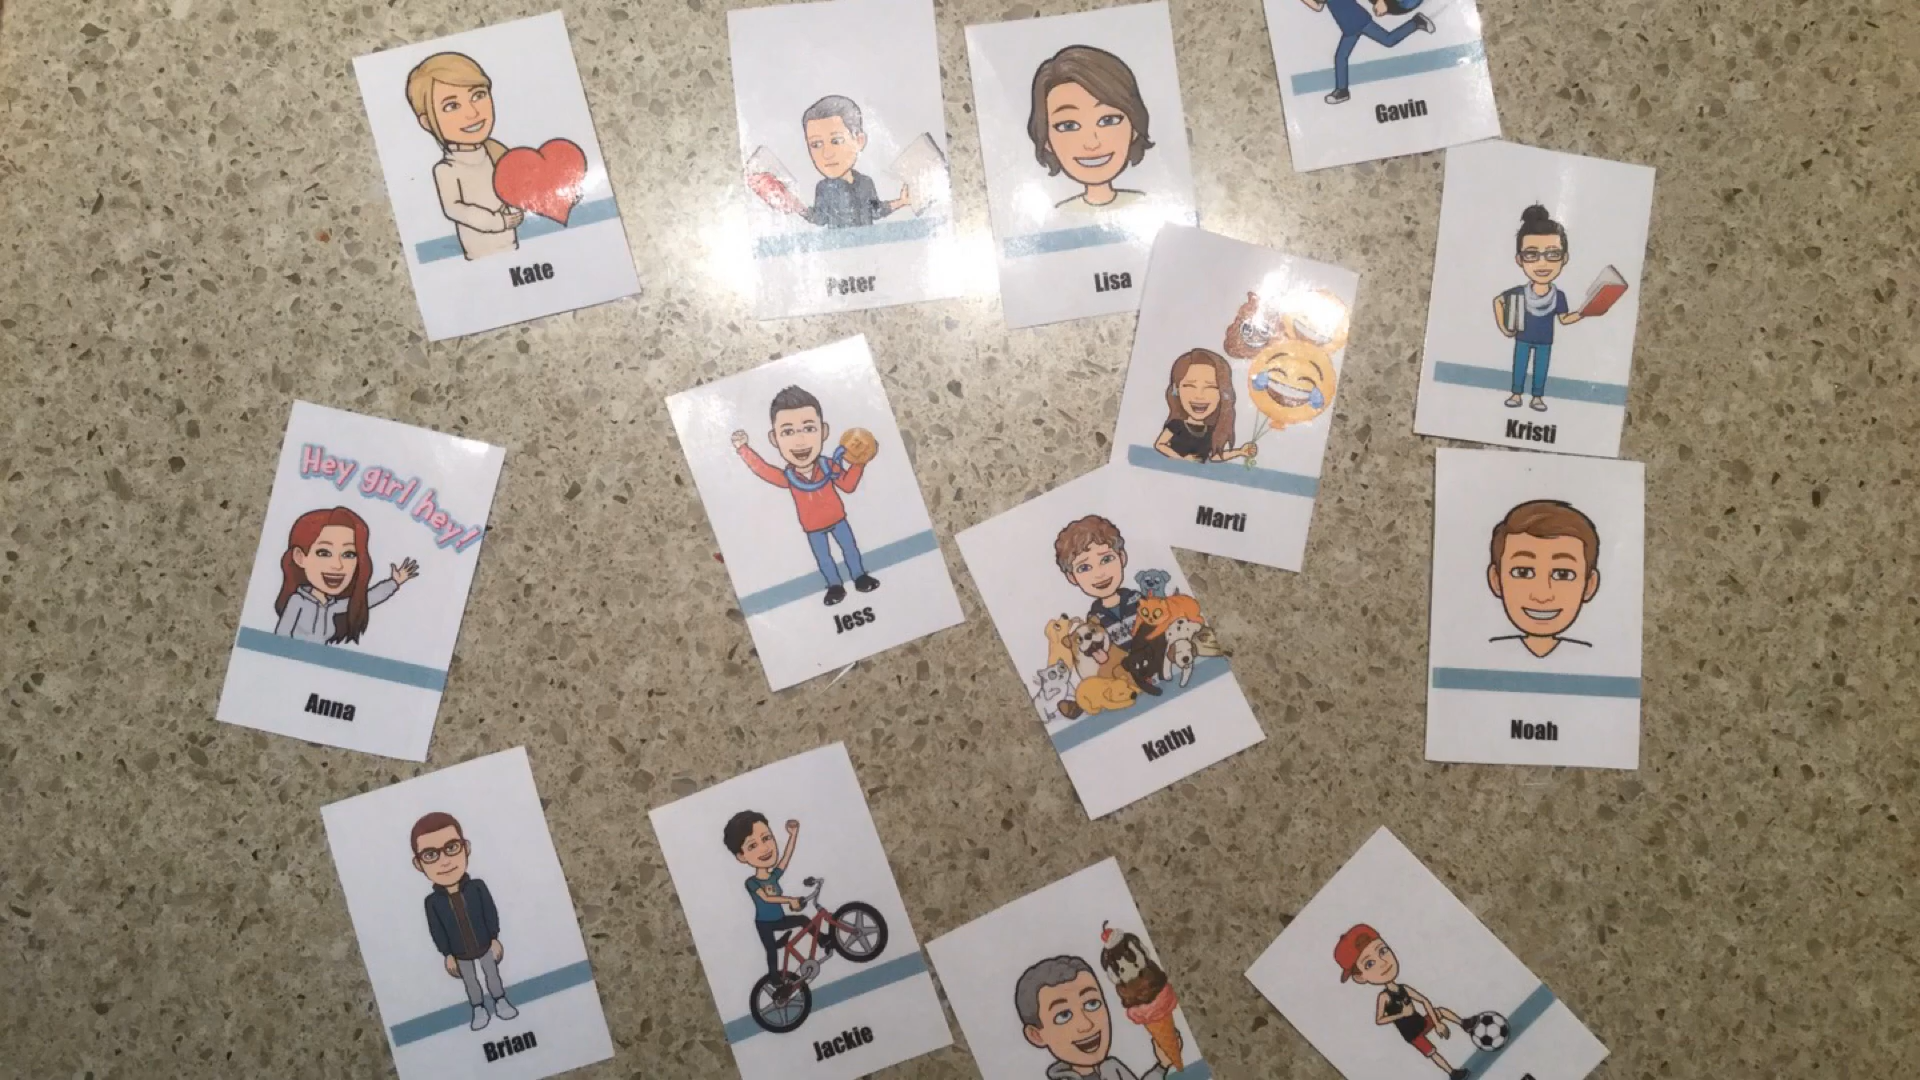 Gavin
Kate
Peter
Lisa
Kristi
Hey girl hey!
Marti
Jess
Anna
Kathy
Noah
Brian
Jackie